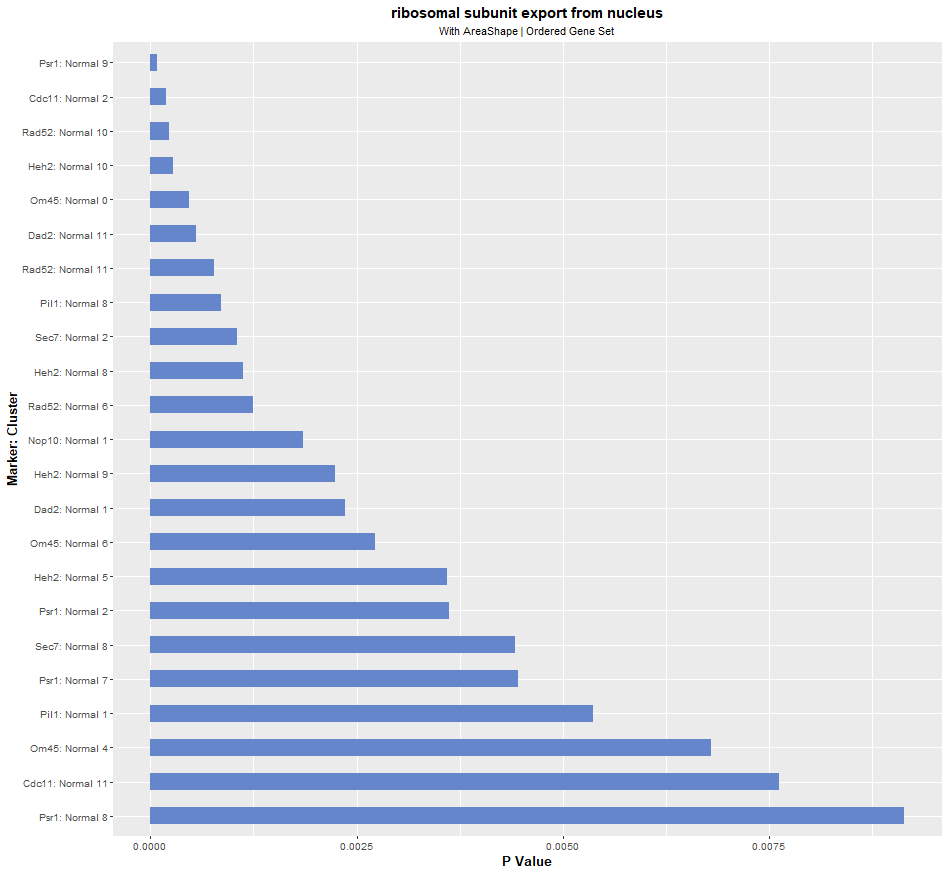 ribosomal subunit export from nucleus
With AreaShape | Ordered Gene Set
Marker: Cluster
Psr1: Normal 9
Cdc11: Normal 2
Rad52: Normal 10
Heh2: Normal 10
Om45: Normal 0
Dad2: Normal 11
Rad52: Normal 11
Pil1: Normal 8
Sec7: Normal 2
Heh2: Normal 8
Rad52: Normal 6
Nop10: Normal 1
Heh2: Normal 9
Dad2: Normal 1
Om45: Normal 6
Heh2: Normal 5
Psr1: Normal 2
Sec7: Normal 8
Psr1: Normal 7
Pil1: Normal 1
Om45: Normal 4
Cdc11: Normal 11
Psr1: Normal 8
0.0000 0.0025 0.0050 0.0075
P Value